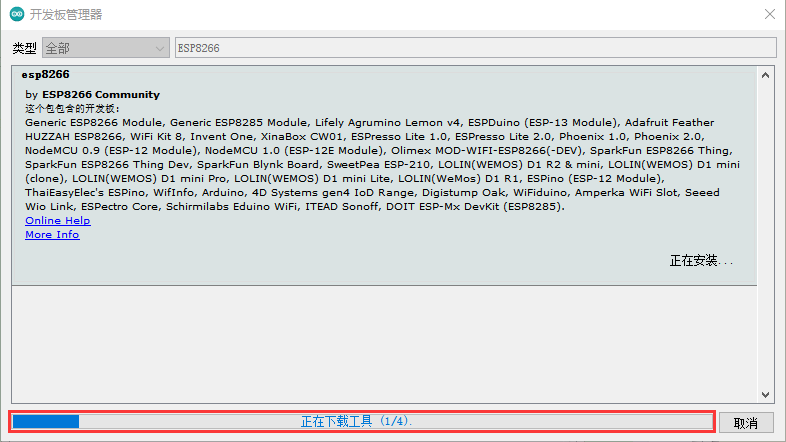 开发板管理器
类型 全部 ESP8266
esp8266
by ESP8266 Community
这个包包含的开发板:
Generic ESP8266 Module, Generic ESP8285 Module, Lifely Agrumino Lemon v4, ESPDuino (ESP-13 Module), Adafruit Feather
HUZZAH ESP8266, WiFi Kit 8, Invent One, XinaBox CW01, ESPresso Lite 1.0, ESPresso Lite 2.0, Phoenix 1.0, Phoenix 2.0,
NodeMCU 0.9 (ESP-12 Module), NodeMCU 1.0 (ESP-12E Module), Olimex MOD-WIFI-ESP8266(-DEV), SparkFun ESP8266 Thing,
SparkFun ESP8266 Thing Dev, SparkFun Blynk Board, SweetPea ESP-210, LOLIN(WEMOS) D1 R2 & mini, LOLIN(WEMOS) D1 mini
(clone), LOLIN(WEMOS) D1 mini Pro, LOLIN(WEMOS) D1 mini Lite, LOLIN(WeMos) D1 R1, ESPino (ESP-12 Module),
ThaiEasyElec's ESPino, WifInfo, Arduino, 4D Systems gen4 IoD Range, Digistump Oak, WiFiduino, Amperka WiFi Slot, Seeed
Wio Link, ESPectro Core, Schirmilabs Eduino WiFi, ITEAD Sonoff, DOIT ESP-Mx DevKit (ESP8285).
Online Help
More Info
正在安装...
正在下载工具 (1/4). 取消